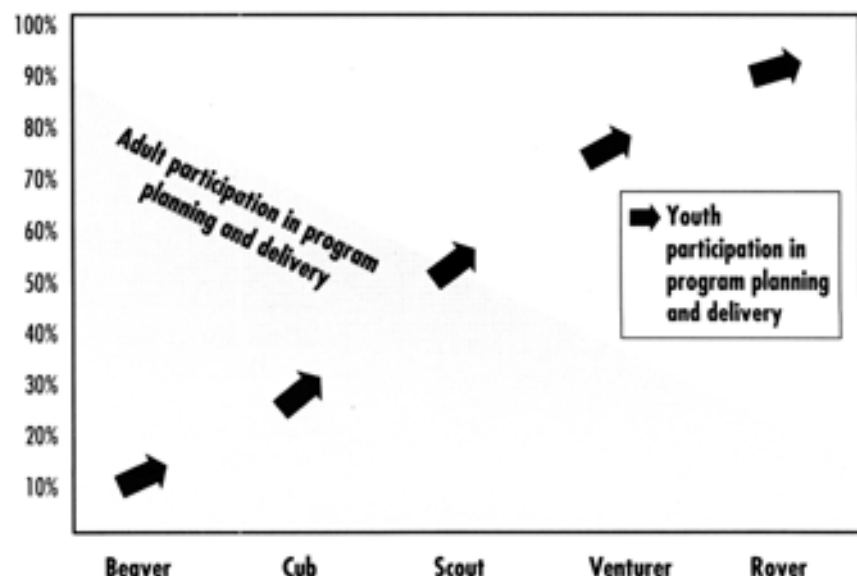 100%
90%
80%
70%
60%
50%
40%
30%
20%
10%
Adult participation in program
planning and delivery
Youth
participation in
program planning
and delivery
Beaver Cub Scout Venturer Rover